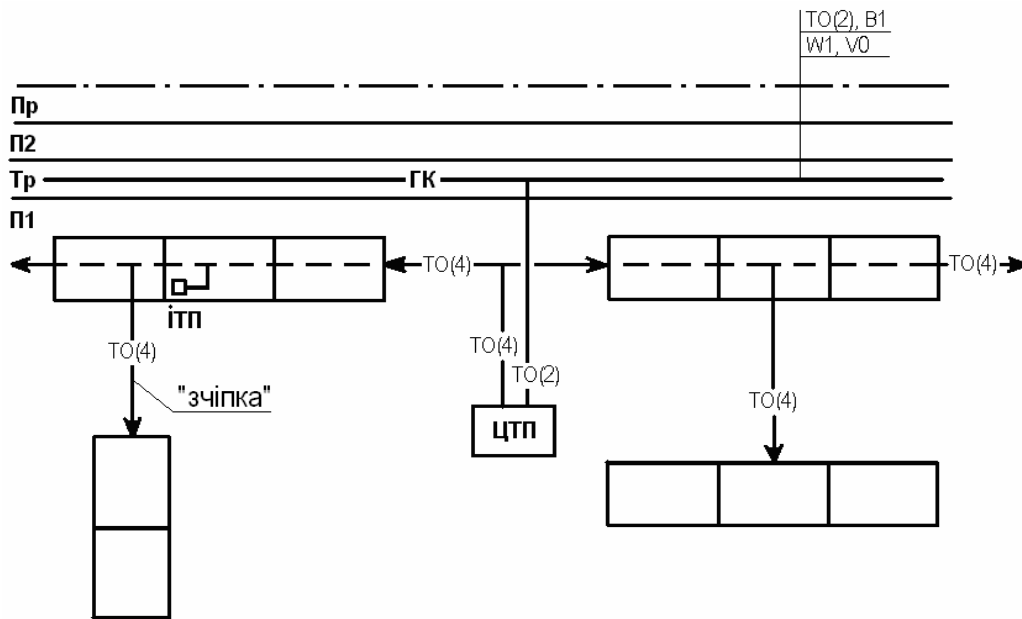 ТО(2), В1
W1, V0
Пр
П2
Тр
ГК
П1
ТО(4)
ТО(4)
іТП
ТО(4)
ТО(4)
ТО(2)
"зчіпка"
ТО(4)
ЦТП